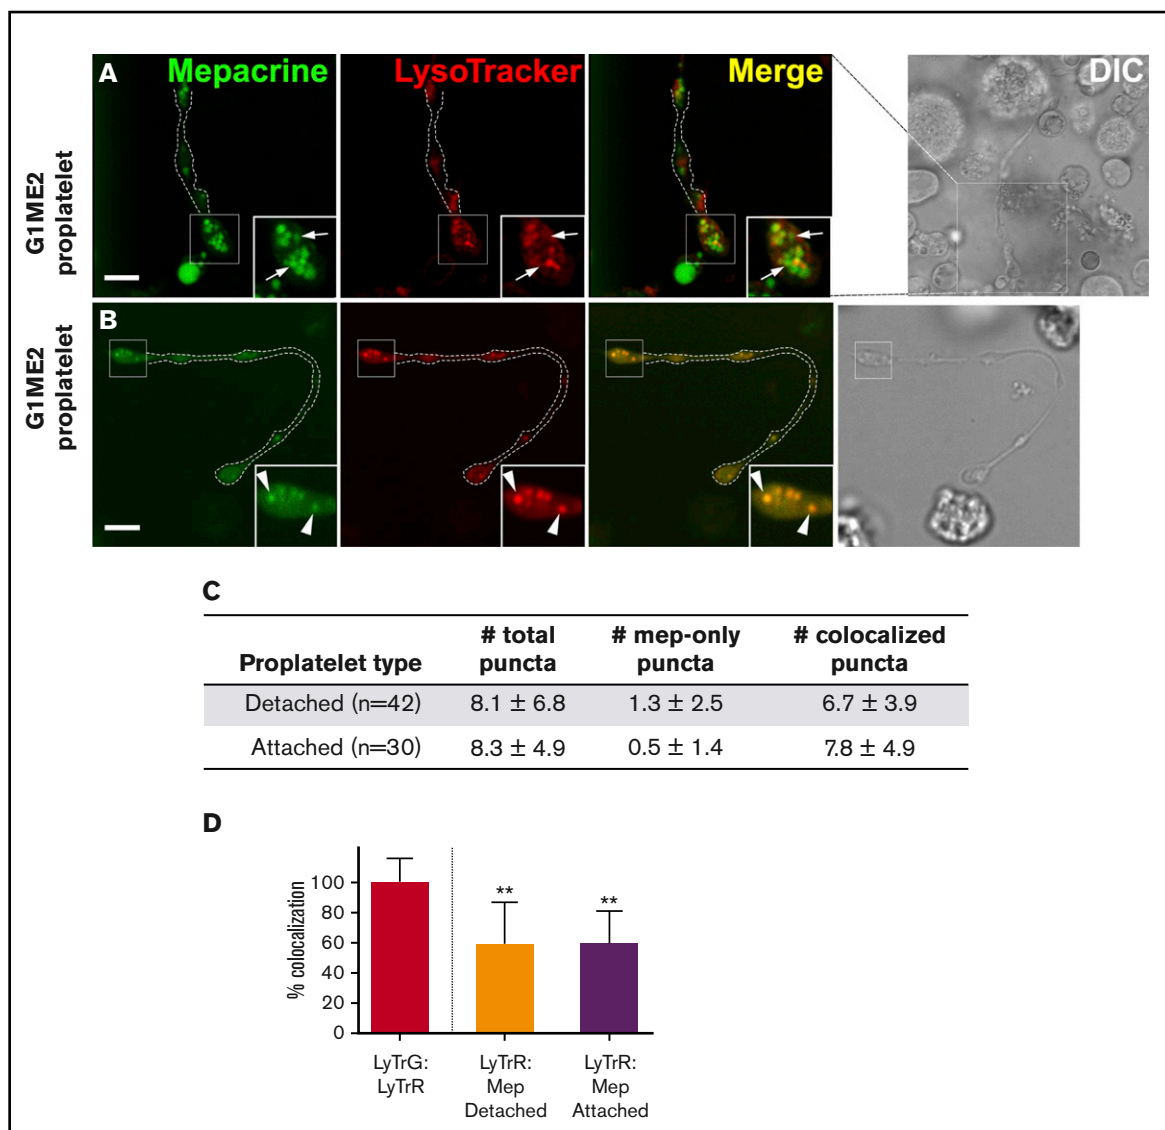 A
Mepacrine
LysoTracker
Merge
DIC
G1ME2
proplatelet
B
G1ME2
proplatelet
C
Proplatelet type
# total
puncta
# mep-only
puncta
# colocalized
puncta
Detached (n=42) 8.1 ± 6.8 1.3 ± 2.5 6.7 ± 3.9
Attached (n=30) 8.3 ± 4.9 0.5 ± 1.4 7.8 ± 4.9
D
% colocalization
100
80
60
40
20
0
**
**
LyTrG:
LyTrR
LyTrR:
Mep
Detached
LyTrR:
Mep
Attached